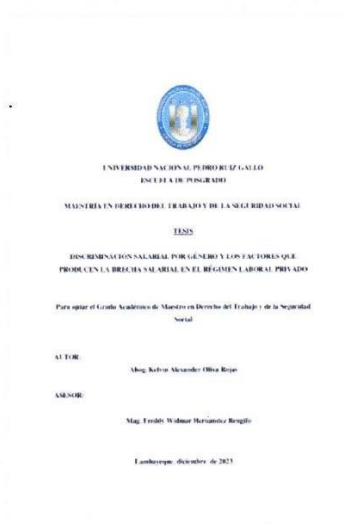 UNIVERSIDAD NACIONAL PEDRO RUIZ GALLO
ESCUELA DE POSGRADO
MAESTRÍA EN DERECHO DEL TRABAJO Y DE LA SEGURIDAD SOCIAL
TESIS
DISCRIMINACIÓN SALARIAL POR GÉNERO Y LOS FACTORES QUE
PRODUCEN LA BRECHA SALARIAL EN EL RÉGIMEN LABORAL PRIVADO
Para optar el Grado Académico de Maestro en Derecho del Trabajo y de la Seguridad
Social
AUTOR:
Abog. Kelvin Alexander Oliva Rojas
ASESOR:
Mag. Freddy Widmar Hernandez Rengifo
Lambayeque, diciembre de 2023